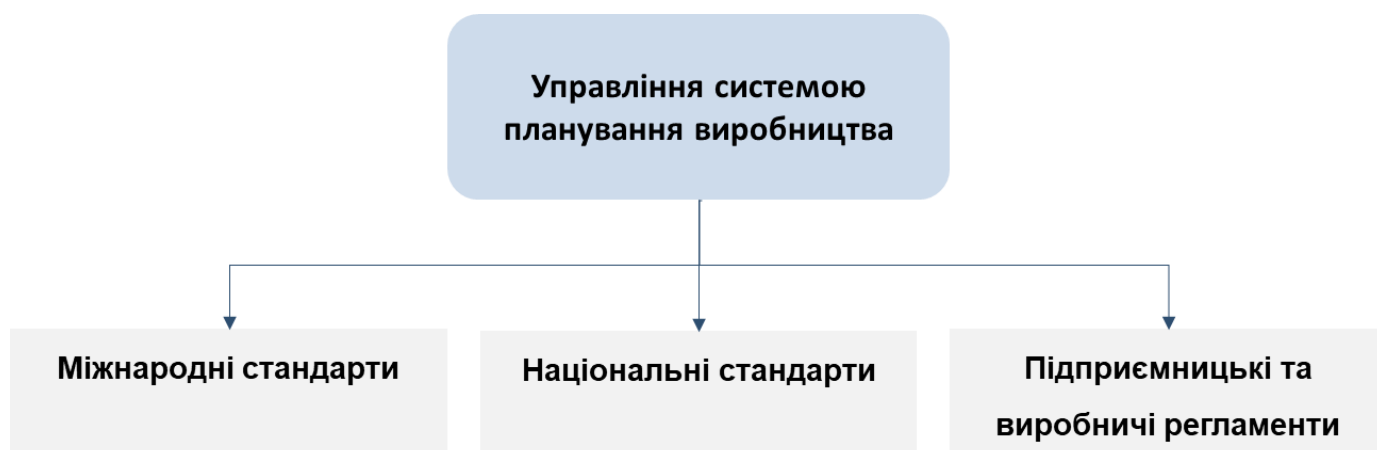 Управління системою
планування виробництва
Міжнародні стандарти
Національні стандарти
Підприємницькі та
виробничі регламенти